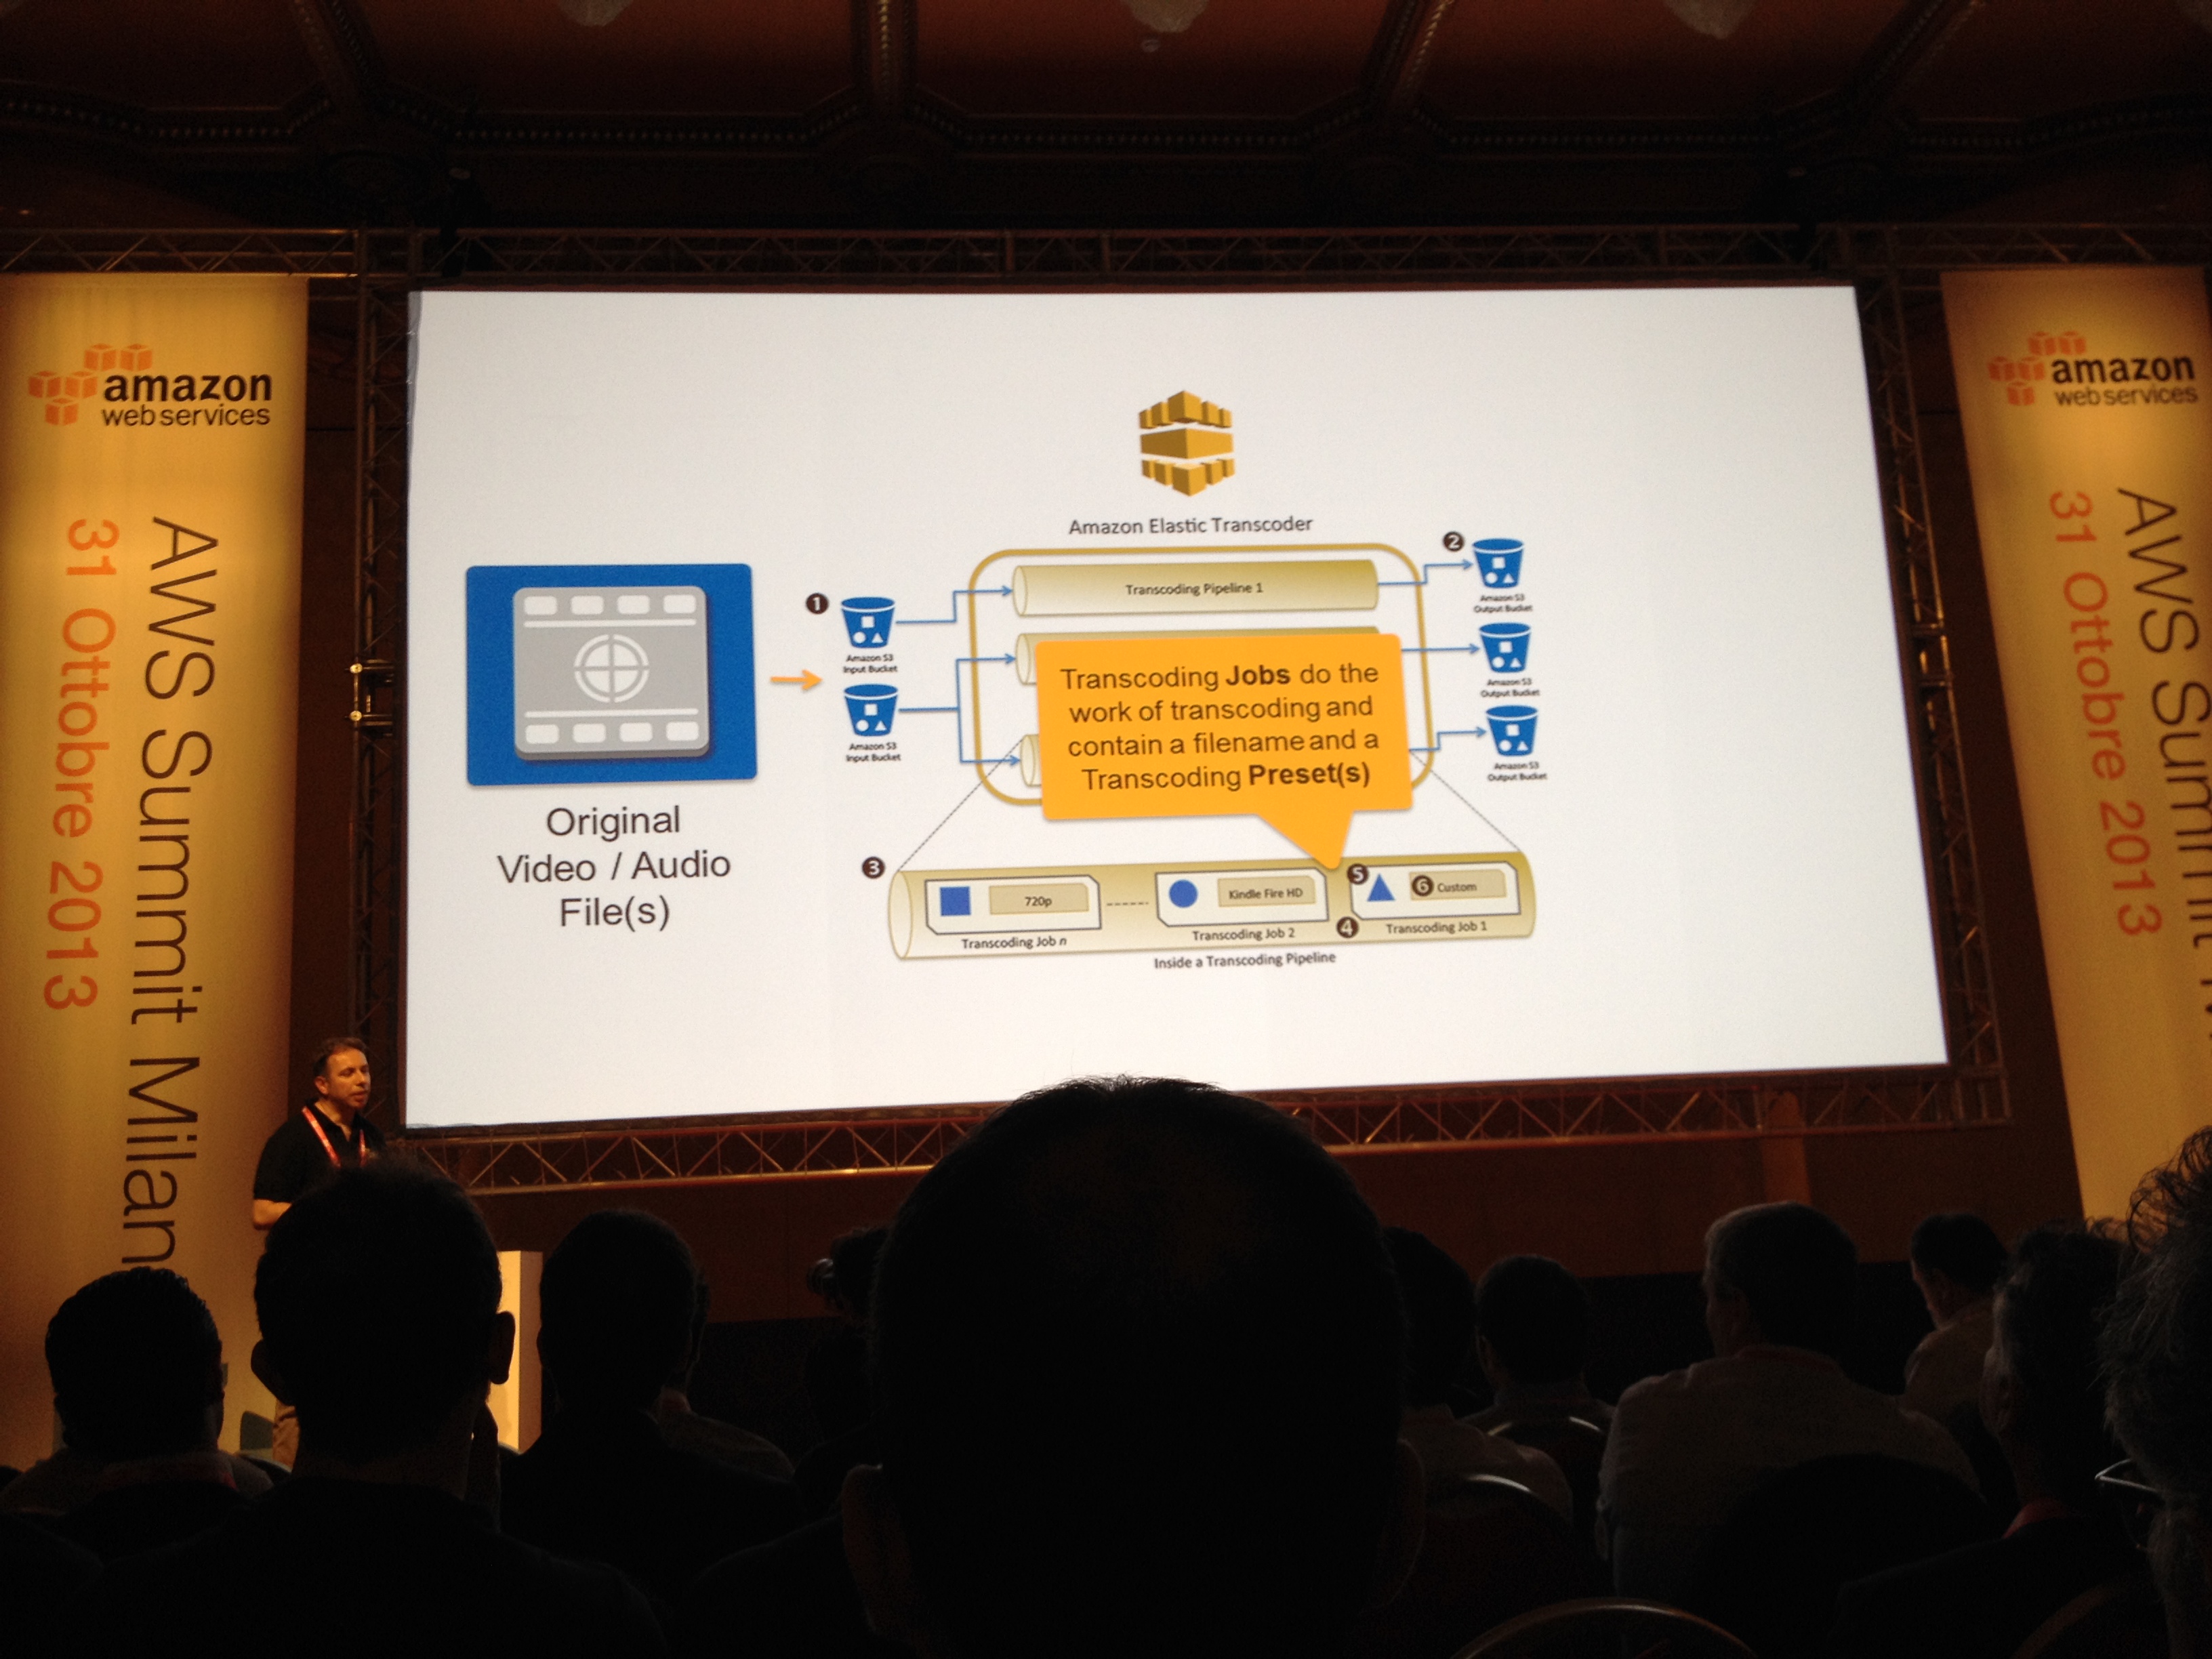 amazon
web services
AWS Summit Milan
31 Ottobre 2013
Amazon Elastic Transcoder
Original
Video / Audio
File(s)
1
Amazon S3
Input Bucket
Amazon S3
Input Bucket
Transcoding Pipeline 1
Transcoding Jobs do the
work of transcoding and
contain a filename and a
Transcoding Preset(s)
2
Amazon S3
Output Bucket
Amazon S3
Output Bucket
Amazon S3
Output Bucket
3
720p
Transcoding Job n
Kindle Fire HD
Transcoding Job 2
4
5
6 Custom
Transcoding Job 1
Inside a Transcoding Pipeline
amazon
web services
AWS Summit
31 Ottobre 2013